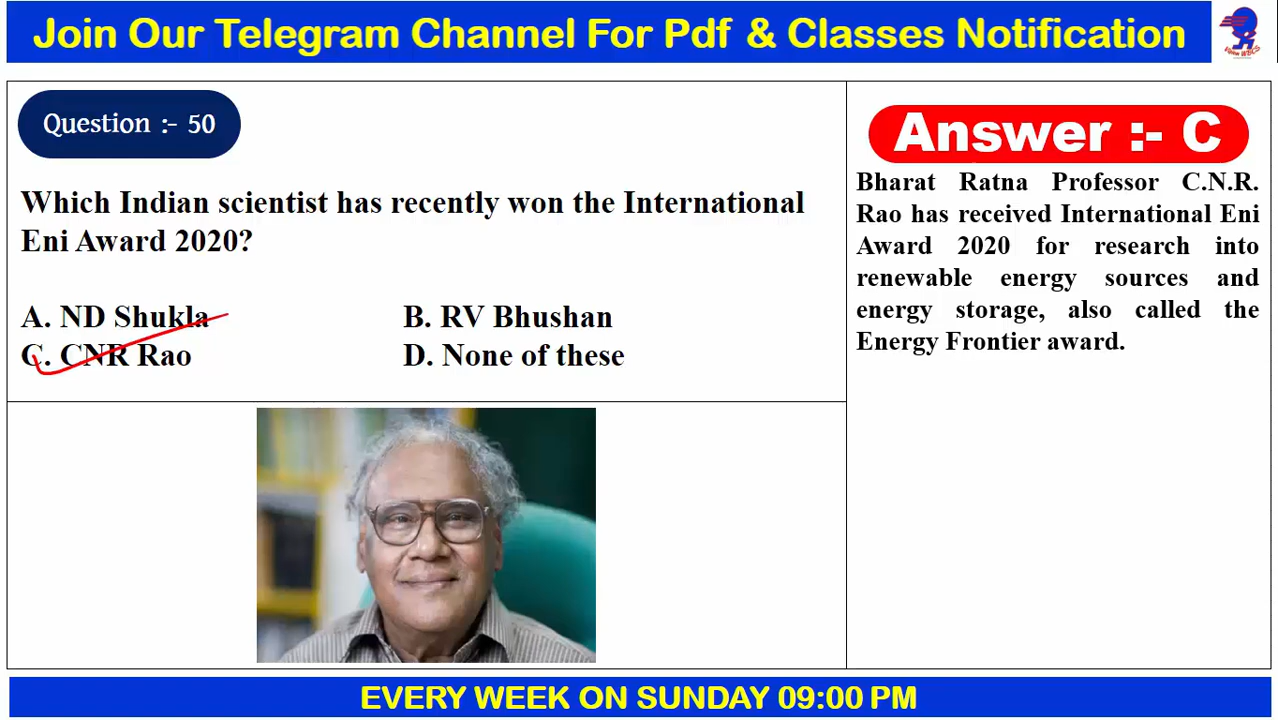 Join Our Telegram Channel For Pdf & Classes Notification
Question :- 50
Which Indian scientist has recently won the International
Eni Award 2020?
A. ND Shukla
B. RV Bhushan
C. CNR Rao
D. None of these
Answer :- C
Bharat Ratna Professor C.N.R.
Rao has received International Eni
Award 2020 for research into
renewable energy sources and
energy storage, also called the
Energy Frontier award.
EVERY WEEK ON SUNDAY 09:00 PM